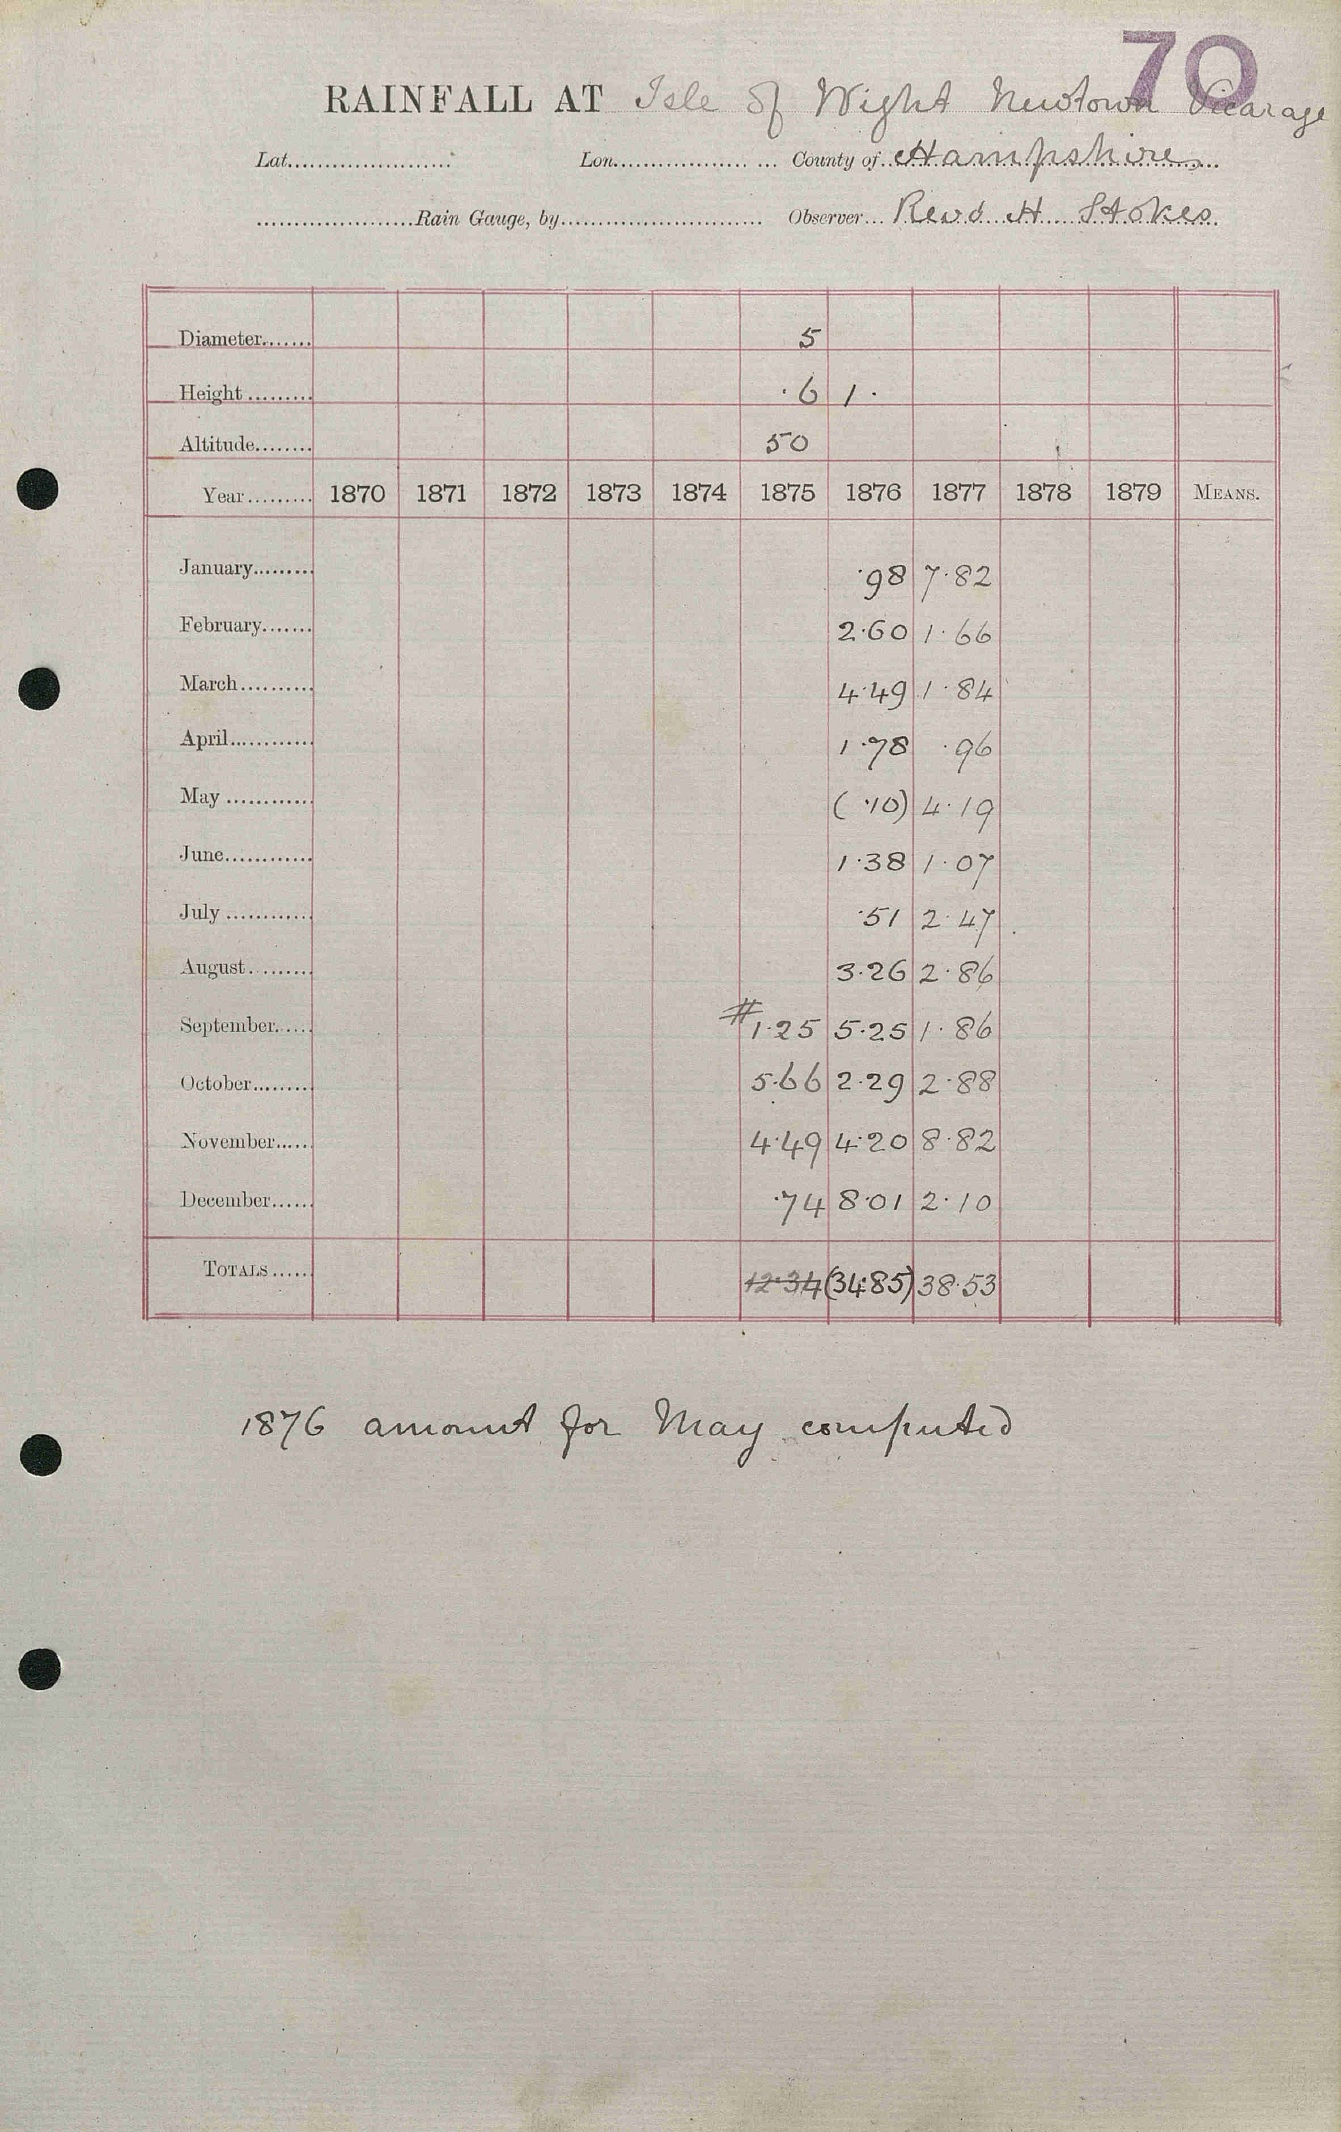 70
RAINFALL AT Isle of Wight Newtown Vicarage
Lat. Lon. County of Hampshire
Rain Gauge, by Observer Revd H Stokes
Diameter 5
Height .6 1.
Altitude 50
Year 1870 1871 1872 1873 1874 1875 1876 1877 1878 1879 MEANS.
January .98 7.82
February 2.60 1.66
March 4.49 1.84
April 1.78 .96
May (.10) 4.19
June 1.38 1.07
July .51 2.47
August 3.26 2.86
September #1.25 5.25 1.86
October 5.66 2.29 2.88
November 4.49 4.20 8.82
December .74 8.01 2.10
TOTALS 12.34 (34.85) 38.53
1876 amount for May computed